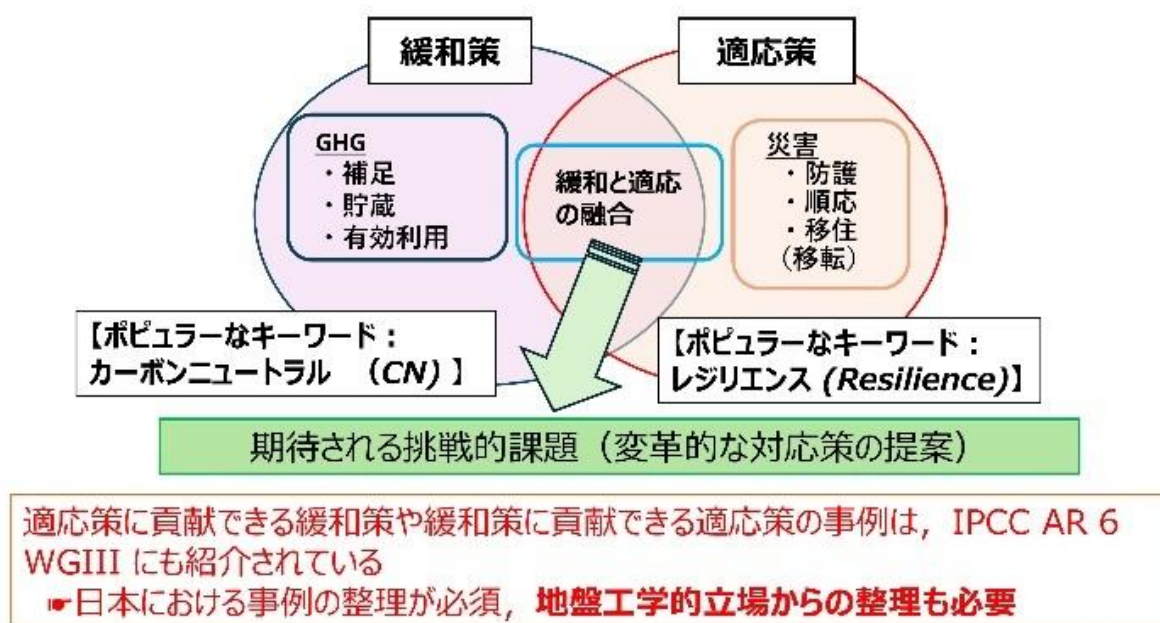 緩和策
適応策
GHG
・補足
・貯蔵
・有効利用
緩和と適応
の融合
災害
・防護
・順応
・移住
（移転）
【ポピュラーなキーワード：
カーボンニュートラル （CN）】
【ポピュラーなキーワード：
レジリエンス (Resilience)】
期待される挑戦的課題（変革的な対応策の提案）
適応策に貢献できる緩和策や緩和策に貢献できる適応策の事例は，IPCC AR 6
WGIII にも紹介されている
☛日本における事例の整理が必須，地盤工学的立場からの整理も必要